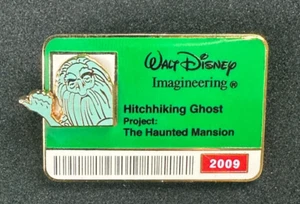 Walt Disney
Imagineering ®
Hitchhiking Ghost
Project:
The Haunted Mansion
2009